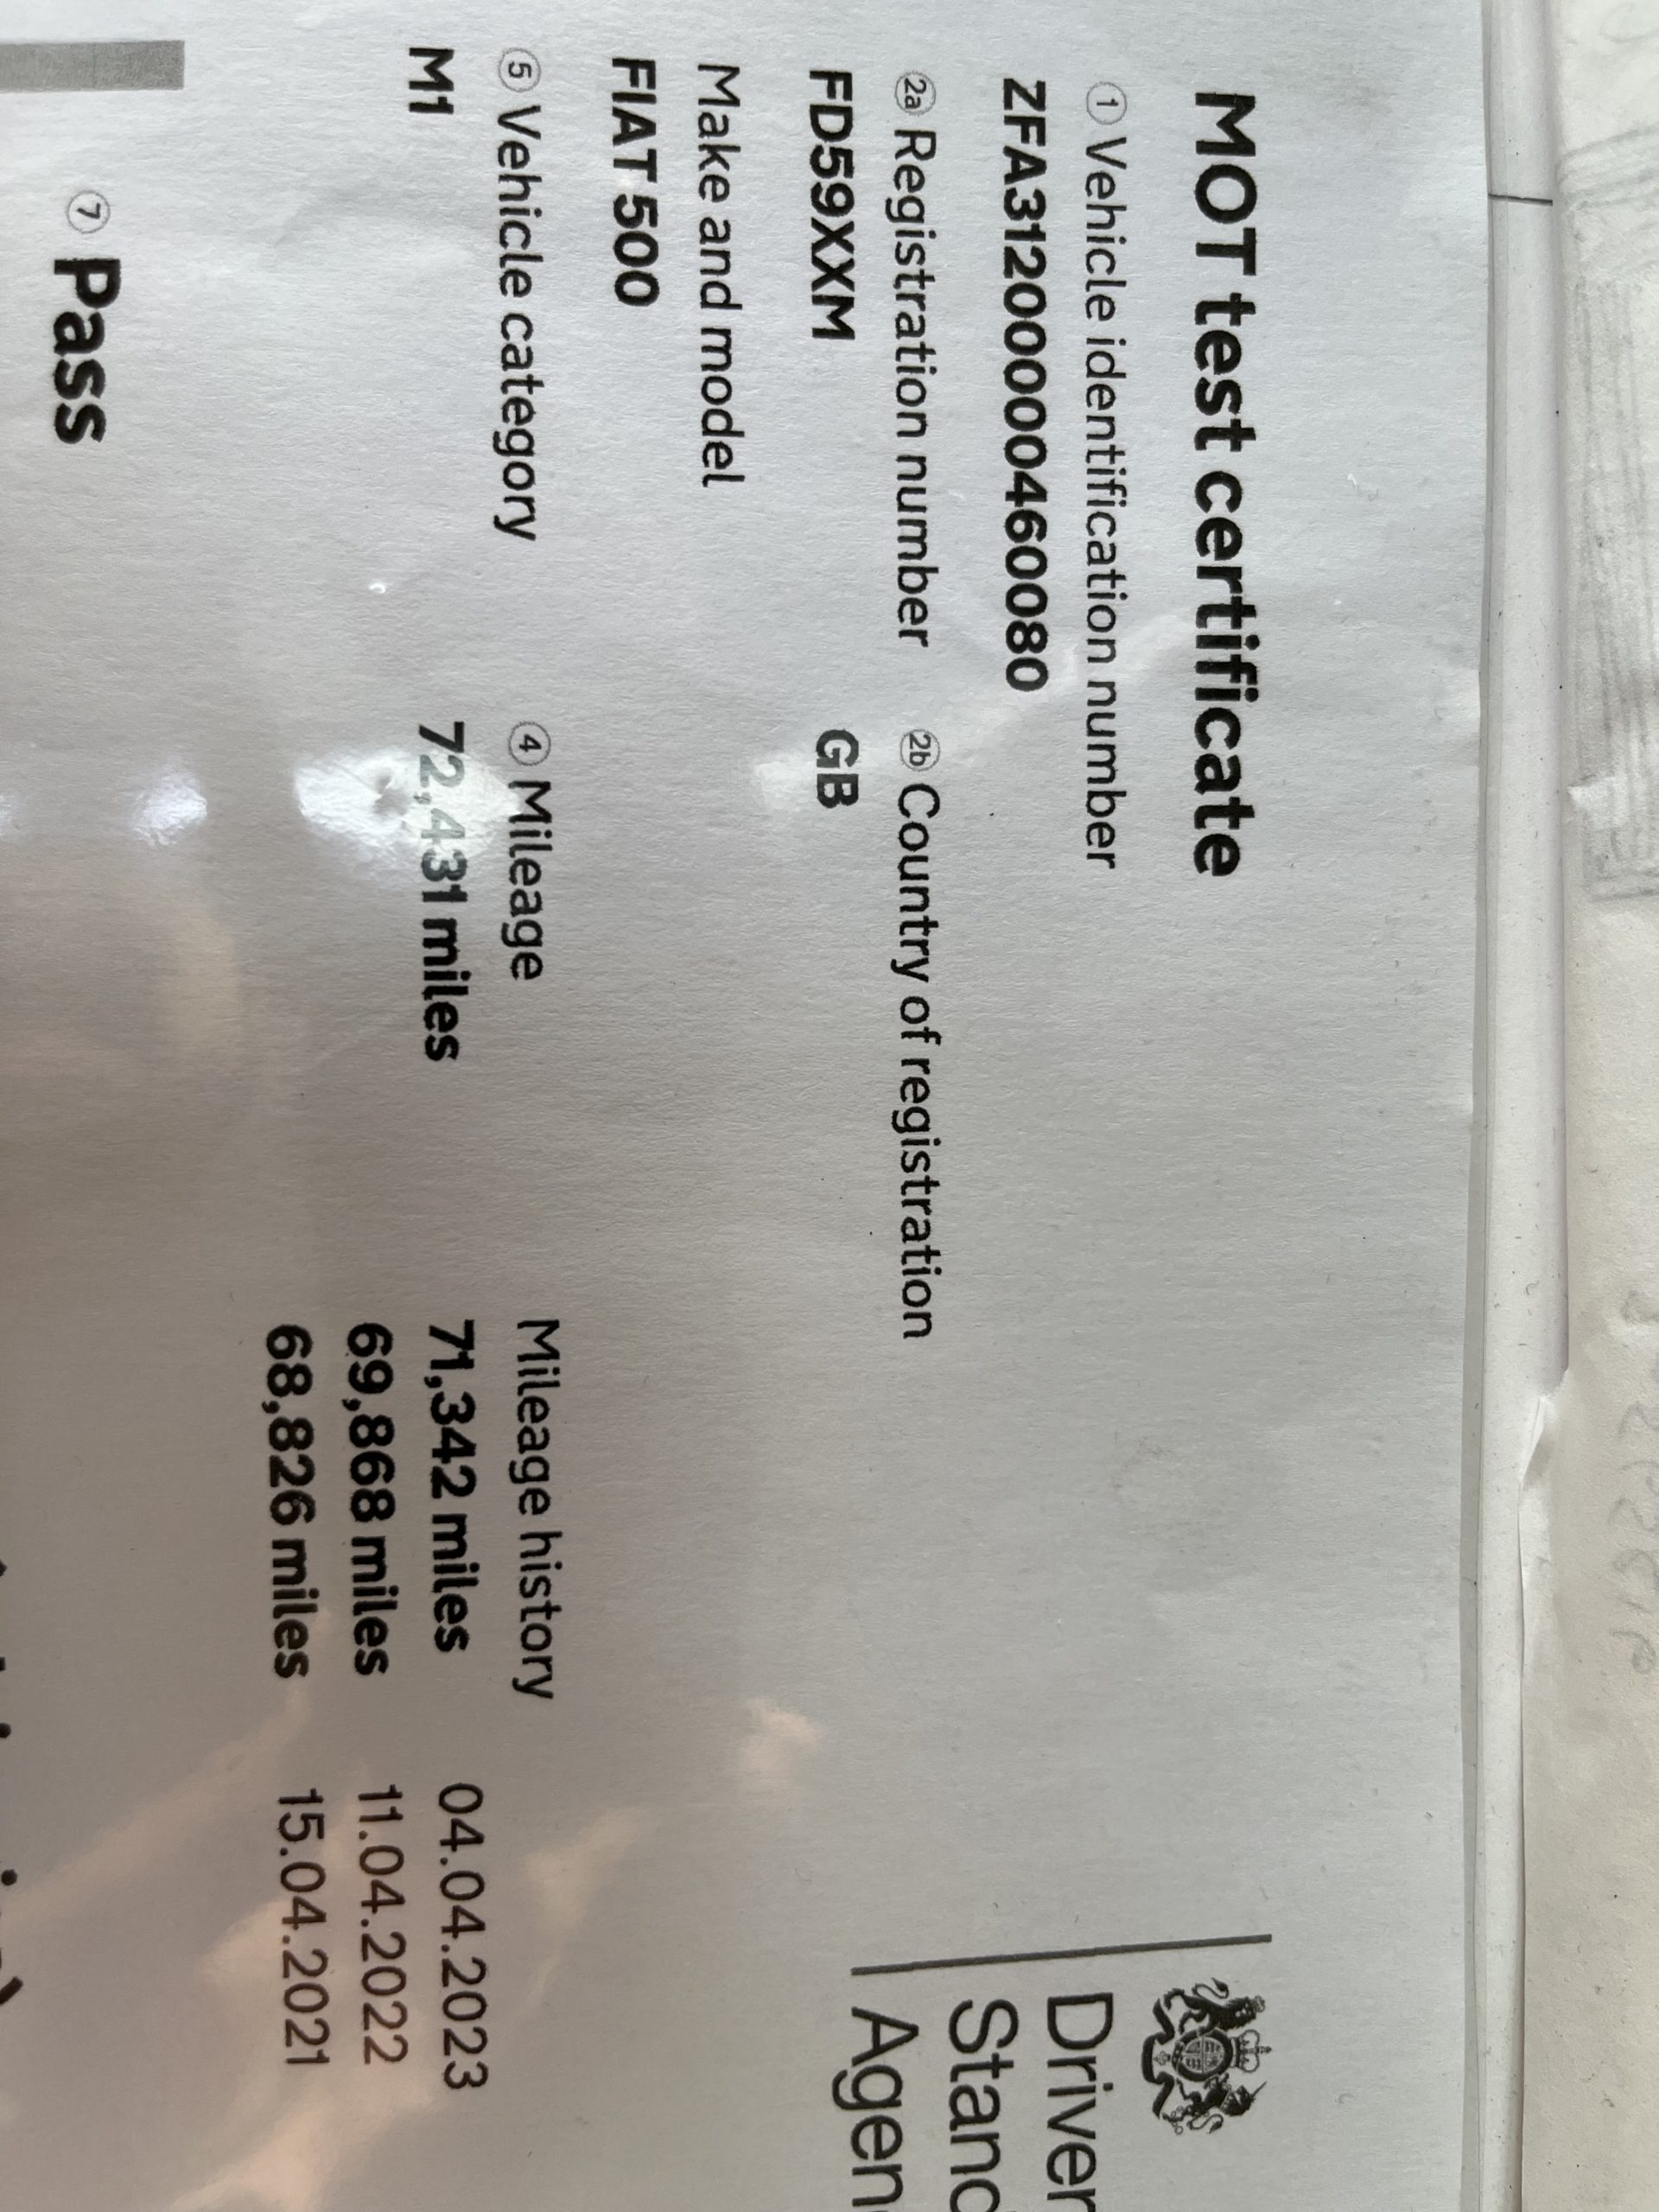 MOT test certificate
Driver
Stand
Agen
1 Vehicle identification number
ZFA31200000460080
2a Registration number
FD59XXM
2b Country of registration
GB
Make and model
FIAT 500
5 Vehicle category
M1
4 Mileage
72,431 miles
Mileage history
71,342 miles 04.04.2023
69,868 miles 11.04.2022
68,826 miles 15.04.2021
7 Pass